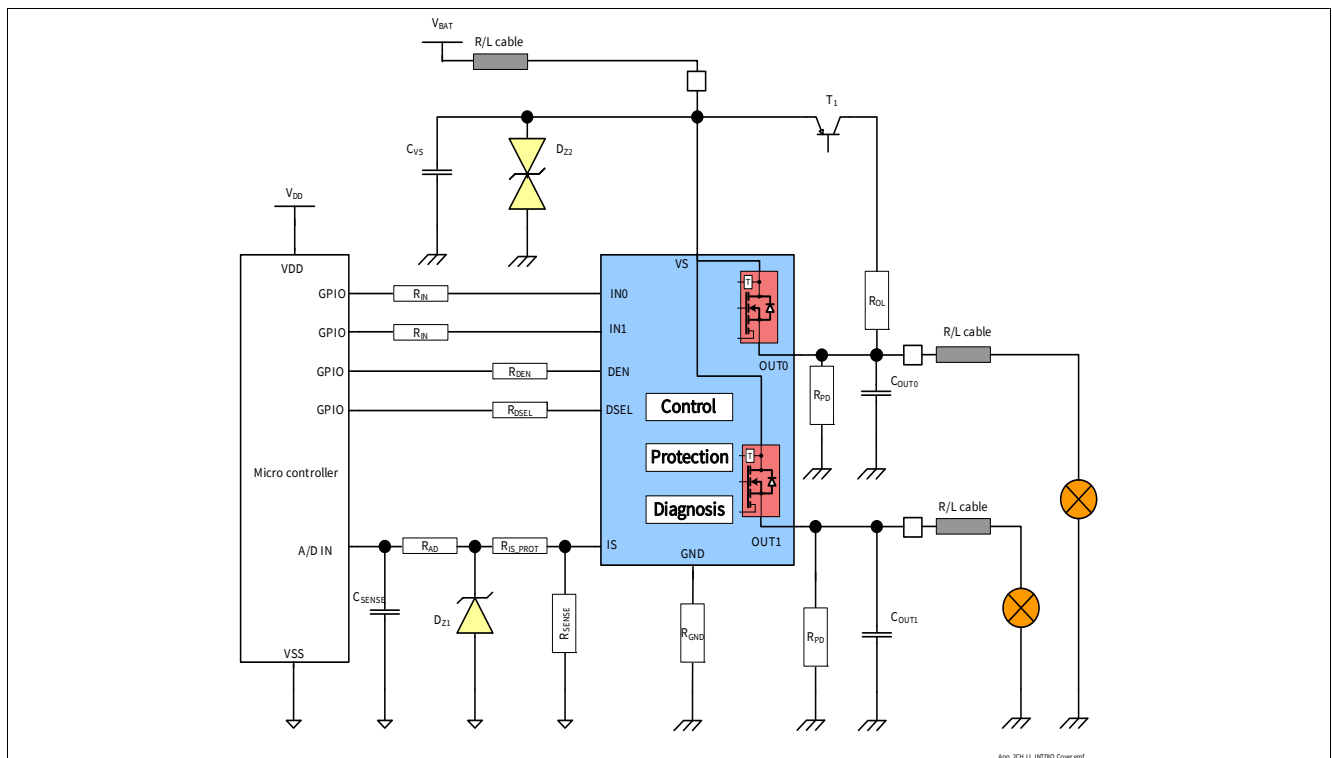 VBAT
R/L cable
T1
CVS
DZ2
VDD
VDD
VS
T
GPIO
RIN
IN0
ROL
GPIO
RIN
IN1
R/L cable
OUT0
GPIO
RDEN
DEN
RPD
COUT0
GPIO
RDSEL
DSEL
Control
Protection
T
Micro controller
Diagnosis
R/L cable
OUT1
A/D IN
RAD
RIS_PROT
IS
GND
CSENSE
DZ1
RSENSE
RGND
RPD
COUT1
VSS